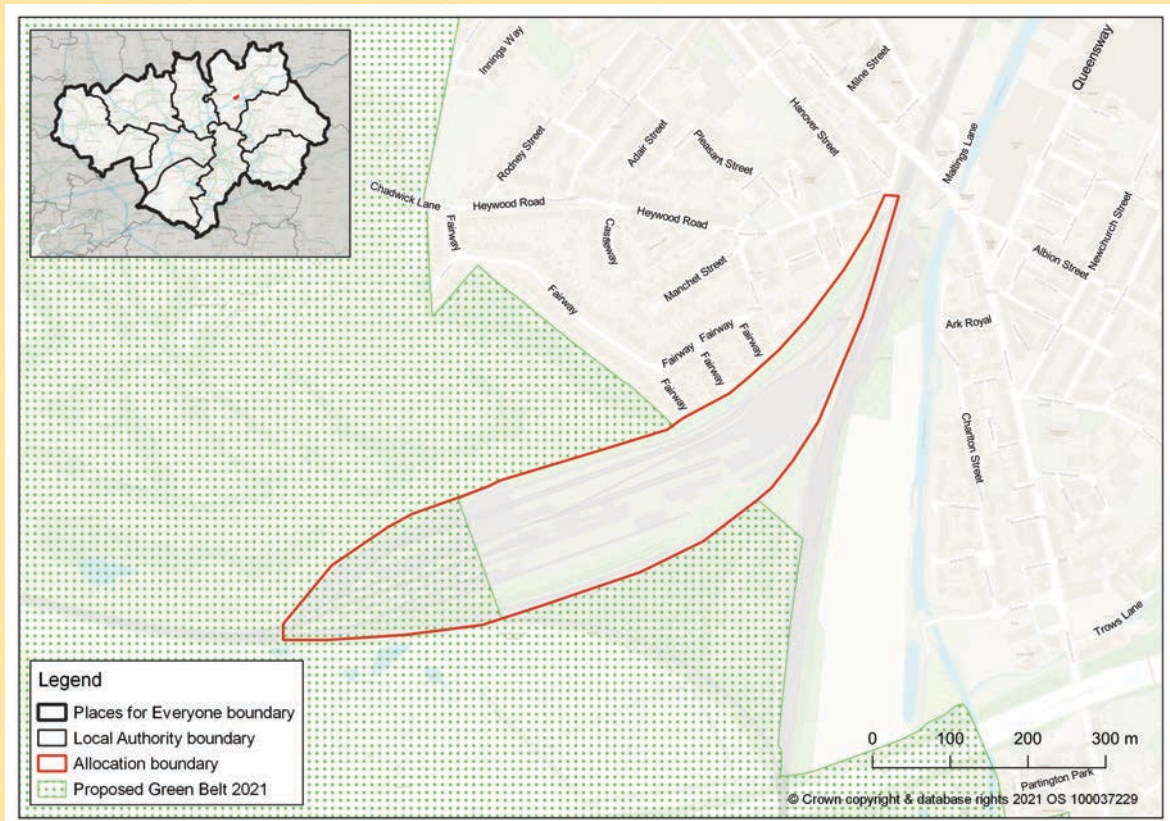 Innings Way
Milne Street
Queensway
Hanover Street
Rodney Street
Adair Street
Pleasant Street
Maltings Lane
Chadwick Lane
Heywood Road
Heywood Road
Newchurch Street
Fairway
Castleway
Albion Street
Manchet Street
Fairway
Ark Royal
Fairway
Fairway
Fairway
Fairway
Fairway
Charlton Street
Trows Lane
Legend
Places for Everyone boundary
Local Authority boundary
Allocation boundary
Proposed Green Belt 2021
0 100 200 300 m
Partington Park
© Crown copyright & database rights 2021 OS 100037229